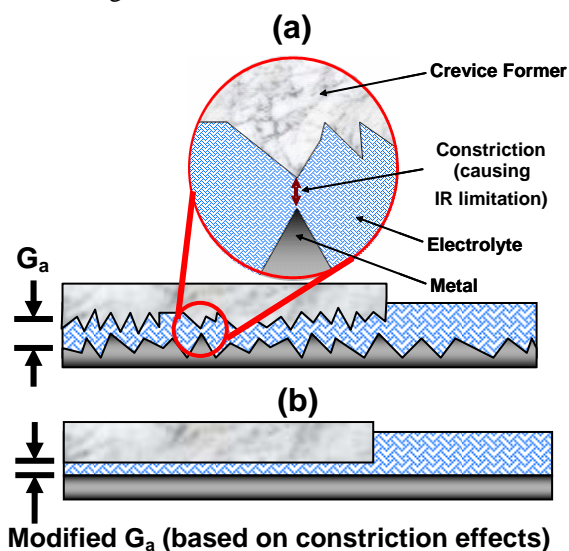 (a)
Crevice Former
Constriction
(causing
IR limitation)
Electrolyte
Metal
Gₐ
(b)
Modified Gₐ (based on constriction effects)